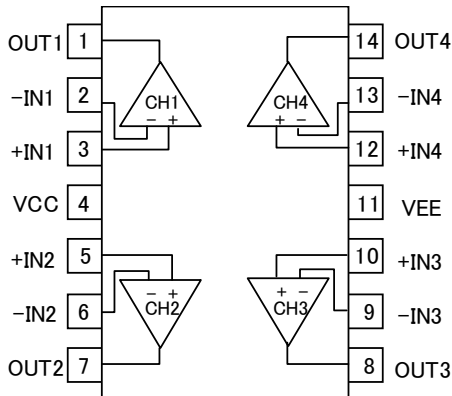 OUT1 1 14 OUT4
-IN1 2 CH1 CH4 13 -IN4
- + + -
+IN1 3 12 +IN4
VCC 4 11 VEE
+IN2 5 10 +IN3
- + + -
-IN2 6 CH2 CH3 9 -IN3
OUT2 7 8 OUT3